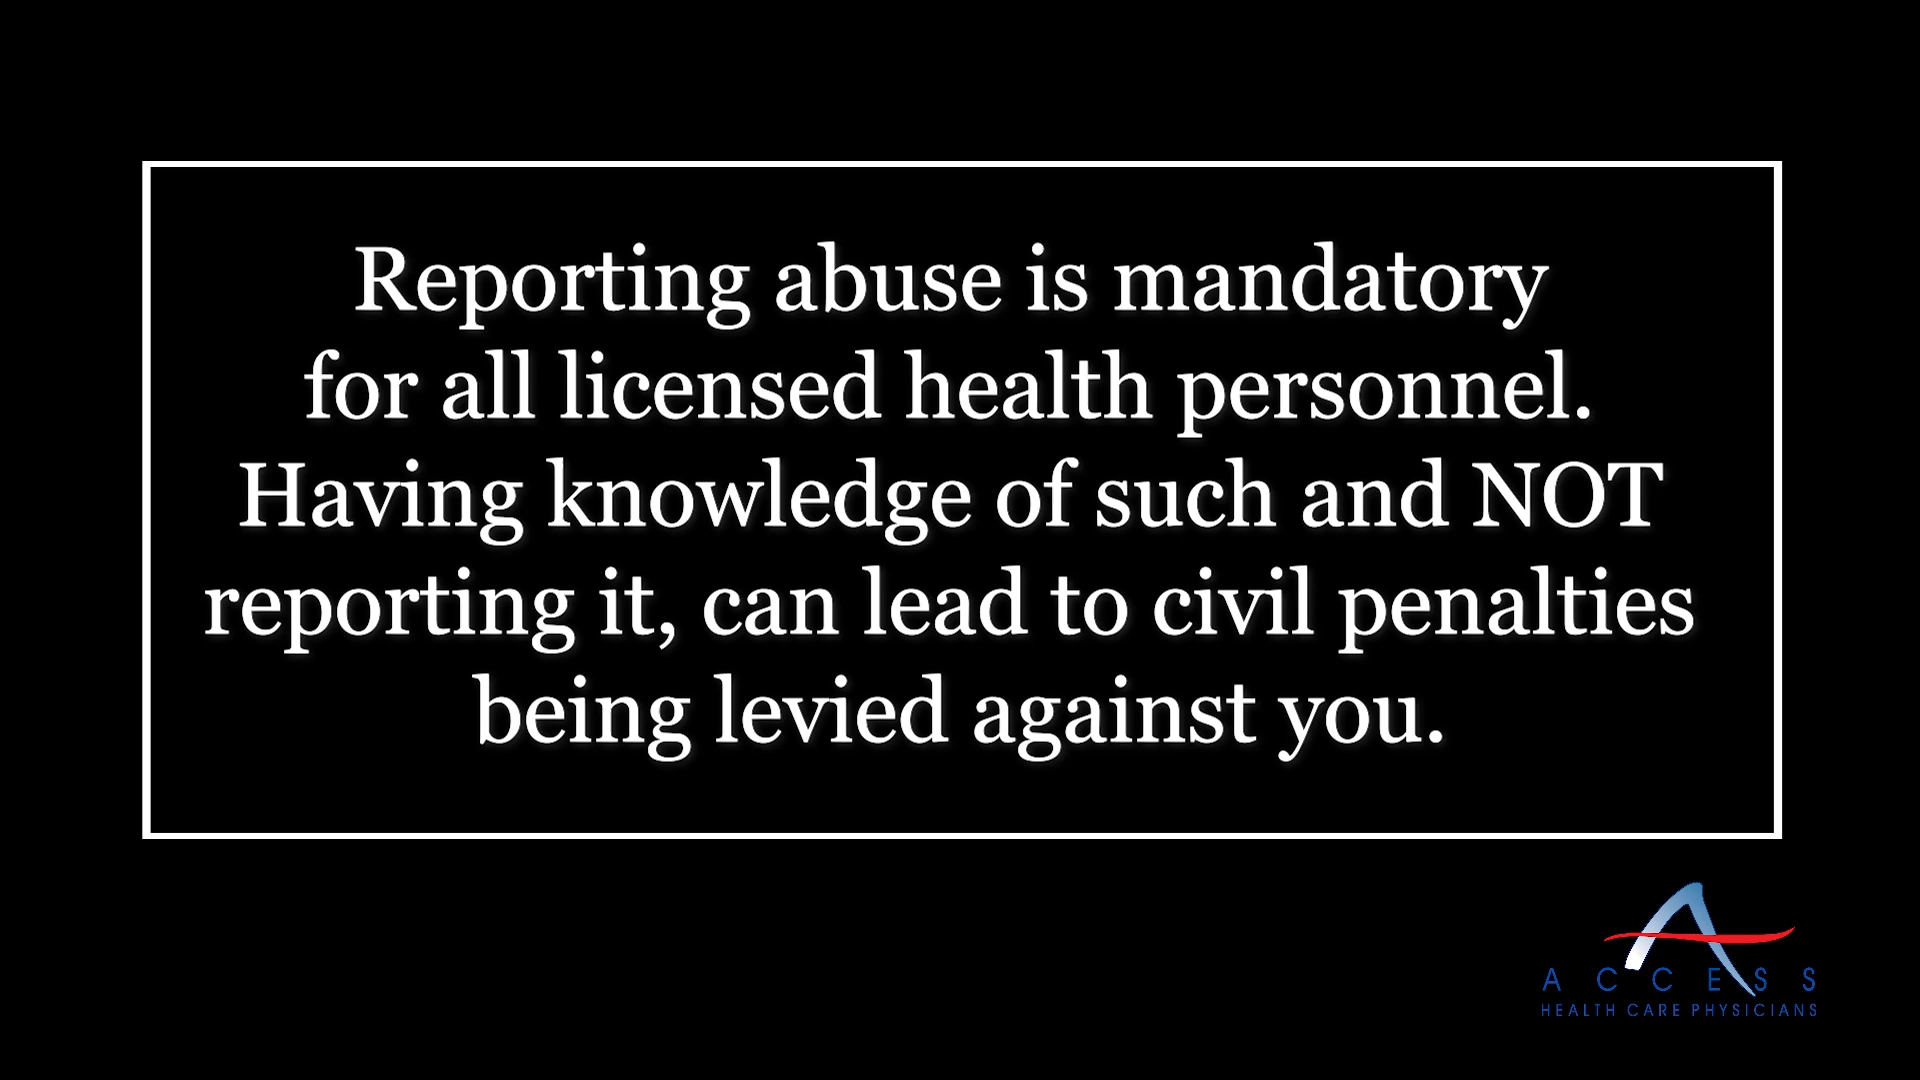 Reporting abuse is mandatory
for all licensed health personnel.
Having knowledge of such and NOT
reporting it, can lead to civil penalties
being levied against you.
ACCESS
HEALTH CARE PHYSICIANS